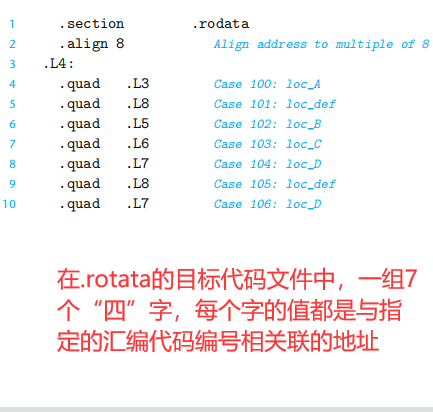 1 .section .rodata
2 .align 8 Align address to multiple of 8
3 .L4:
4 .quad .L3 Case 100: loc_A
5 .quad .L8 Case 101: loc_def
6 .quad .L5 Case 102: loc_B
7 .quad .L6 Case 103: loc_C
8 .quad .L7 Case 104: loc_D
9 .quad .L8 Case 105: loc_def
10 .quad .L7 Case 106: loc_D
在.rotata的目标代码文件中，一组7
个“四”字，每个字的值都是与指
定的汇编代码编号相关联的地址